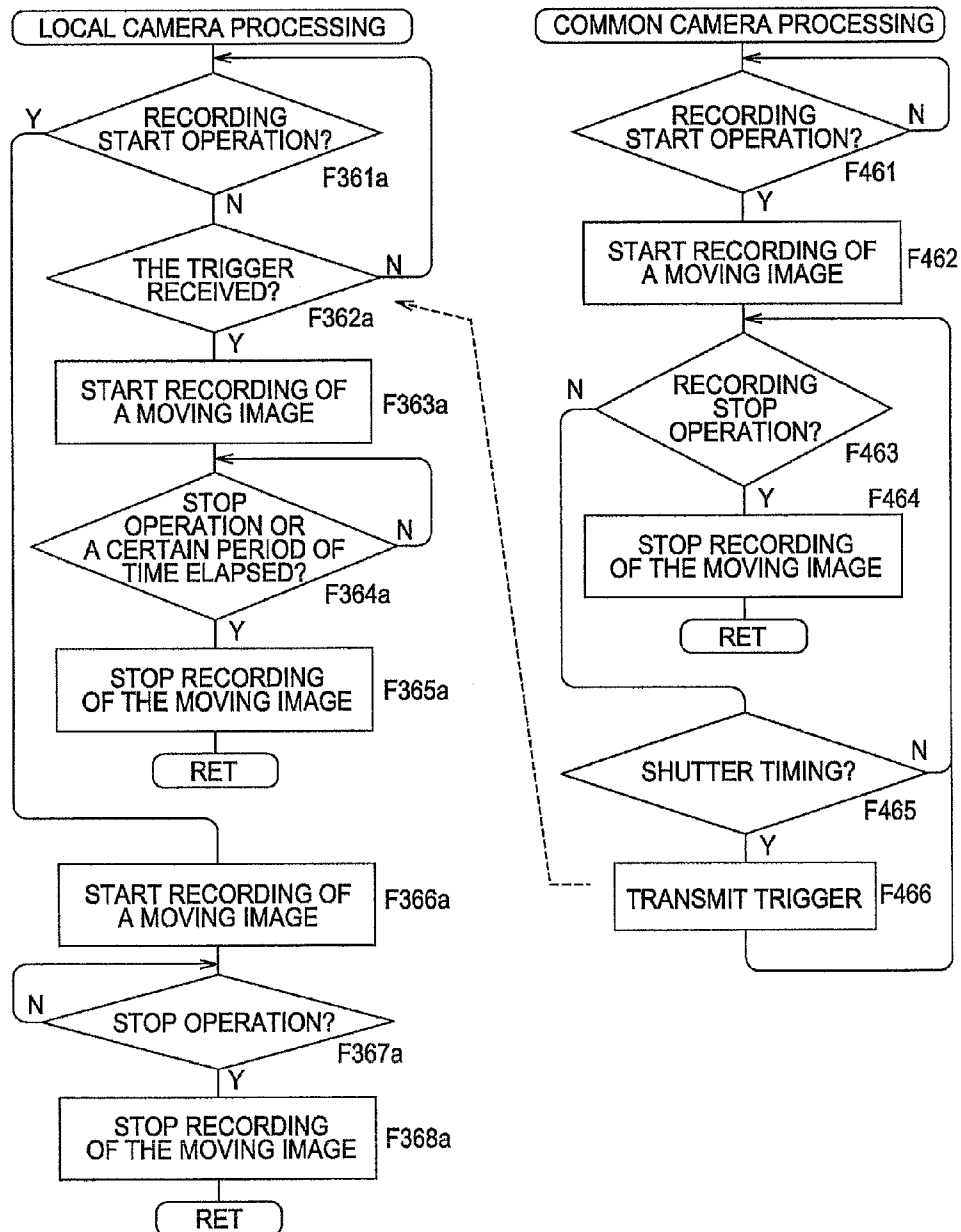 LOCAL CAMERA PROCESSING
Y
RECORDING
START OPERATION?
F361a
N
THE TRIGGER
RECEIVED?
N
F362a
Y
START RECORDING OF
A MOVING IMAGE
F363a
STOP
OPERATION OR
A CERTAIN PERIOD OF
TIME ELAPSED?
N
F364a
Y
STOP RECORDING
OF THE MOVING IMAGE
F365a
RET
START RECORDING OF
A MOVING IMAGE
F366a
N
STOP OPERATION?
F367a
Y
STOP RECORDING
OF THE MOVING IMAGE
F368a
RET
COMMON CAMERA PROCESSING
RECORDING
START OPERATION?
N
F461
Y
START RECORDING OF
A MOVING IMAGE
F462
N
RECORDING
STOP
OPERATION?
F463
Y
F464
STOP RECORDING
OF THE MOVING IMAGE
RET
SHUTTER TIMING?
N
F465
Y
TRANSMIT TRIGGER
F466